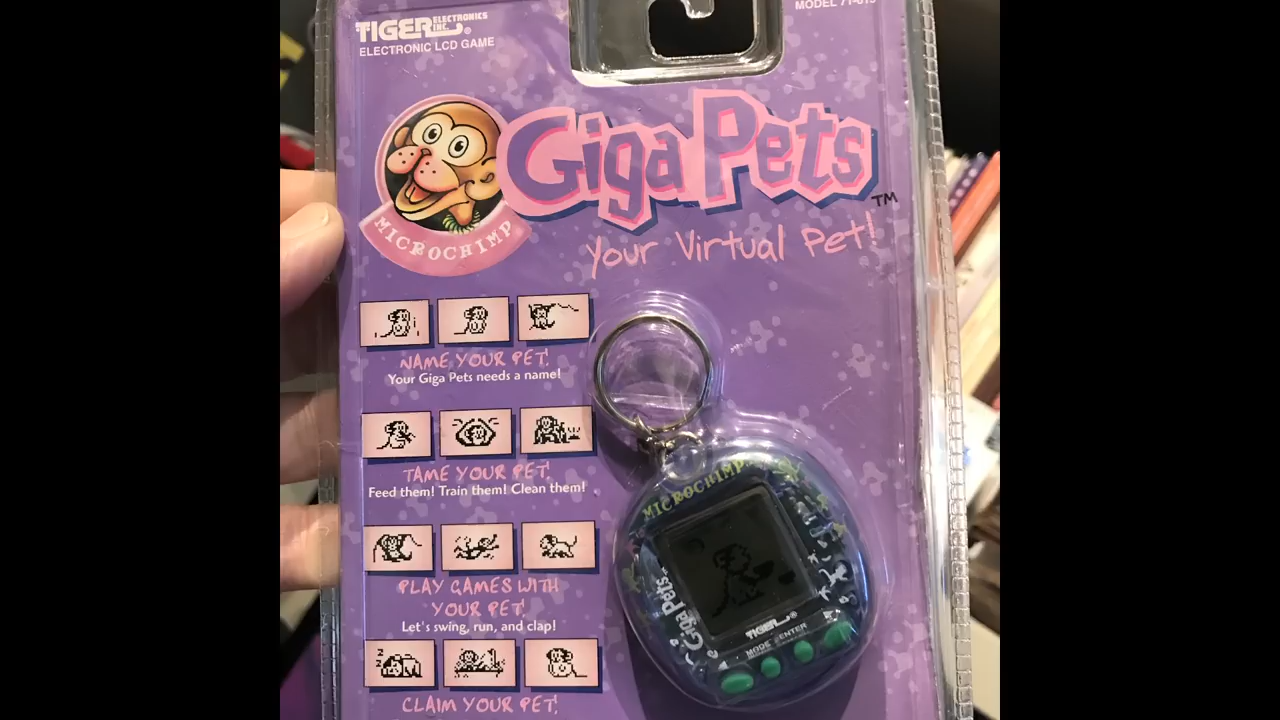 TIGER ELECTRONICS INC.®
ELECTRONIC LCD GAME
MODEL
Giga Pets™
MICROCHIMP
Your Virtual Pet!
NAME YOUR PET!
Your Giga Pets needs a name!
TAME YOUR PET!
Feed them! Train them! Clean them!
PLAY GAMES WITH
YOUR PET!
Let's swing, run, and clap!
CLAIM YOUR PET!
MICROCHIMP
Giga Pets
TIGER®
MODE ENTER